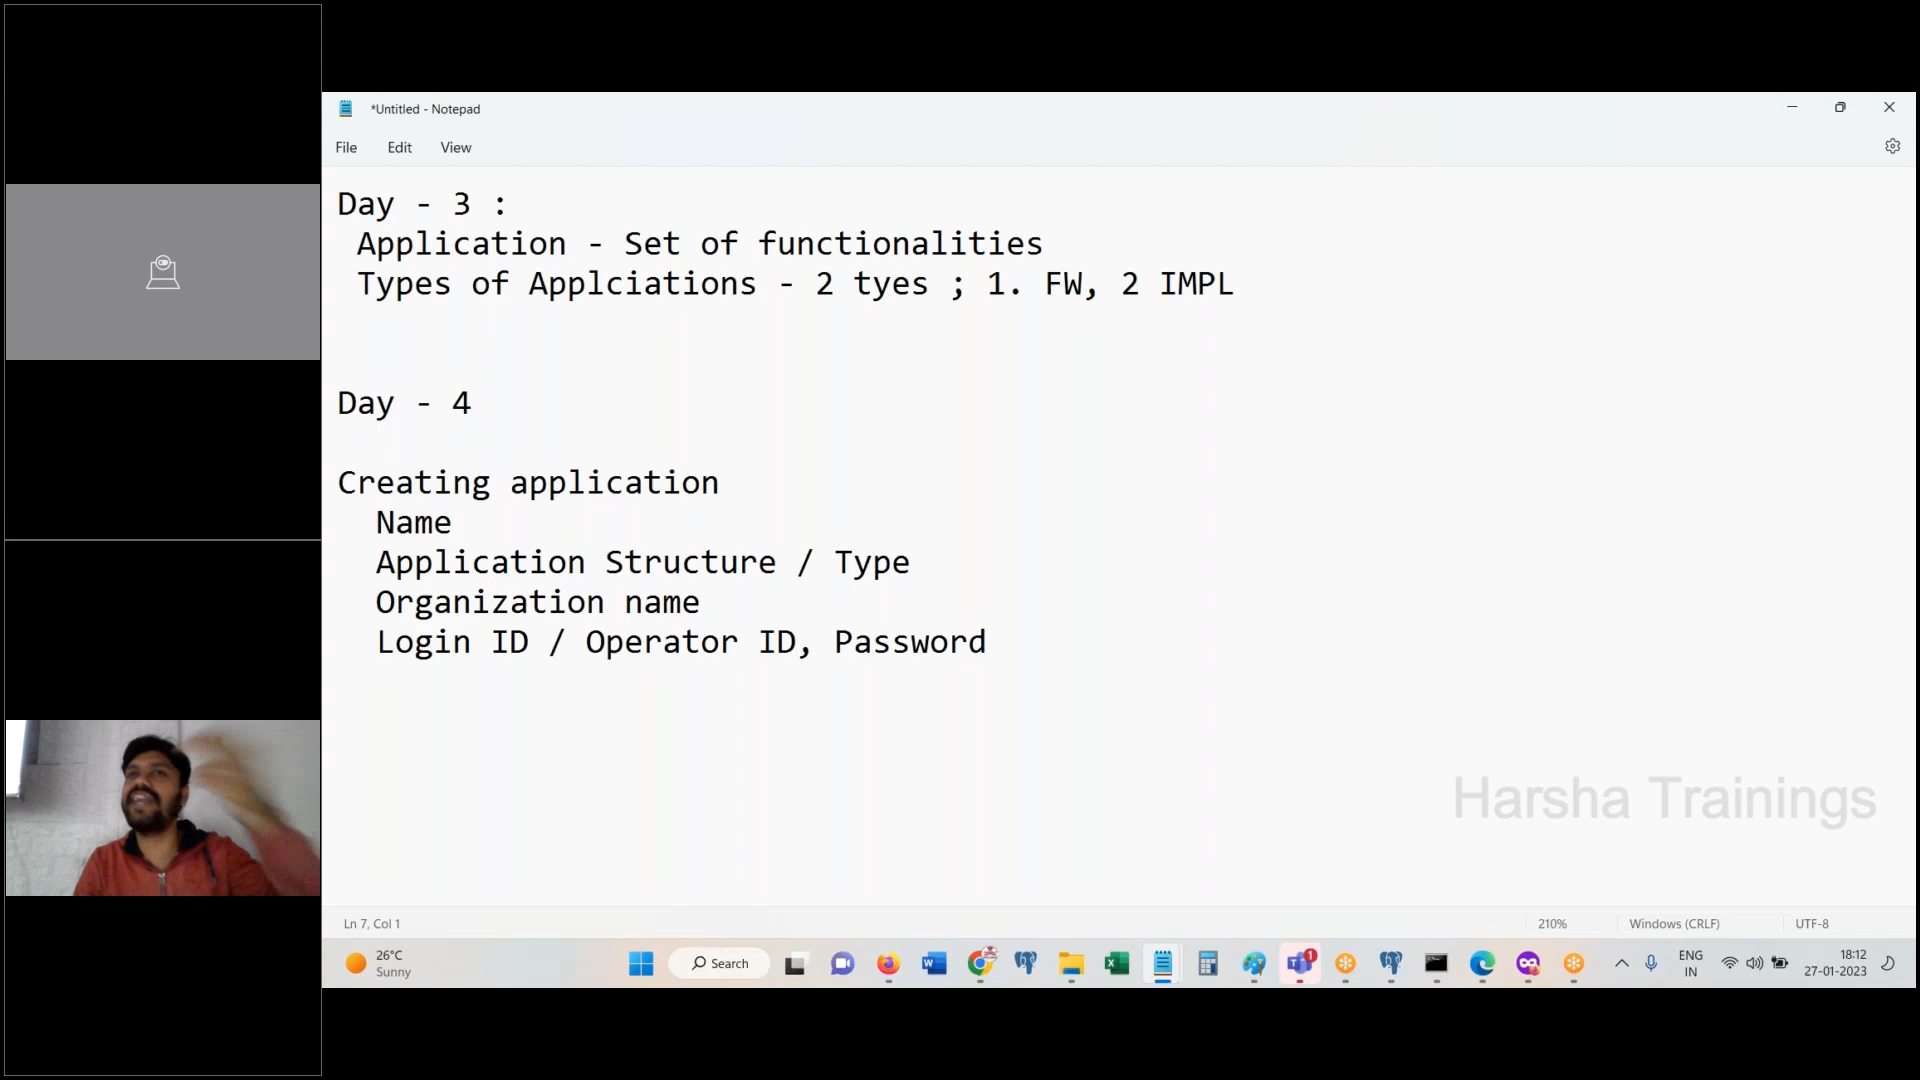 *Untitled - Notepad
File Edit View
Day - 3 :
Application - Set of functionalities
Types of Applciations - 2 tyes ; 1. FW, 2 IMPL
Day - 4
Creating application
Name
Application Structure / Type
Organization name
Login ID / Operator ID, Password
Harsha Trainings
Ln 7, Col 1 210% Windows (CRLF) UTF-8
26°C
Sunny
Search
1
ENG
IN
18:12
27-01-2023